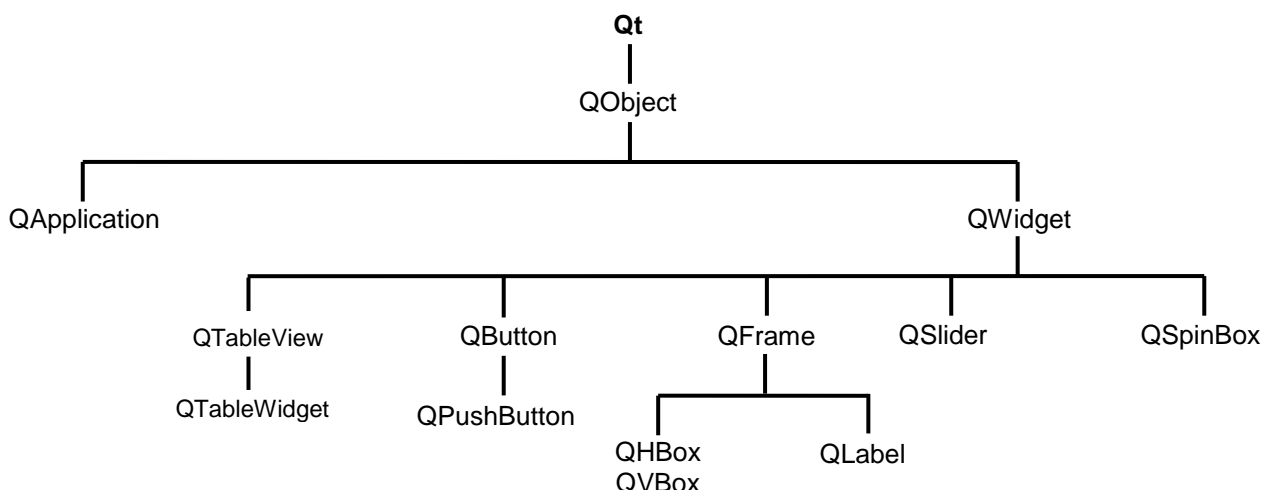 Qt
QObject
QApplication
QWidget
QTableView
QButton
QFrame
QSlider
QSpinBox
QTableWidget
QPushButton
QHBox
QVBox
QLabel